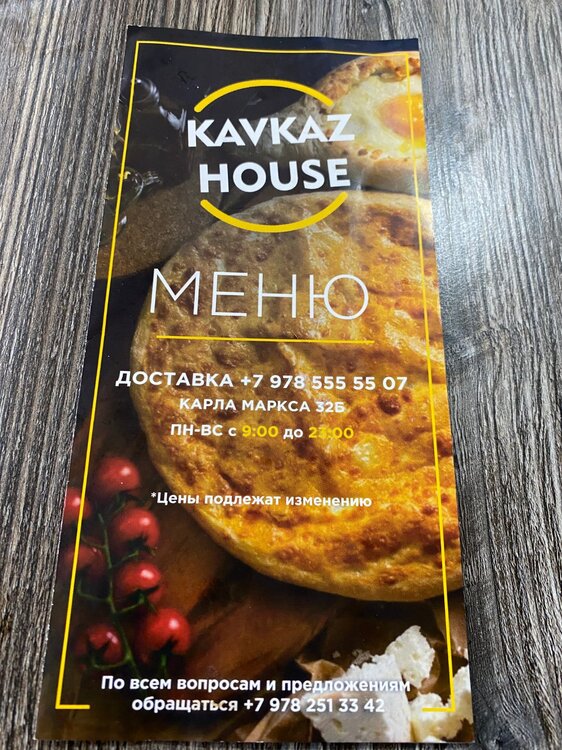 KAVKAZ
HOUSE
МЕНЮ
ДОСТАВКА +7 978 555 55 07
КАРЛА МАРКСА 32Б
ПН-ВС с 9:00 до 23:00
*Цены подлежат изменению
По всем вопросам и предложениям
обращаться +7 978 251 33 42